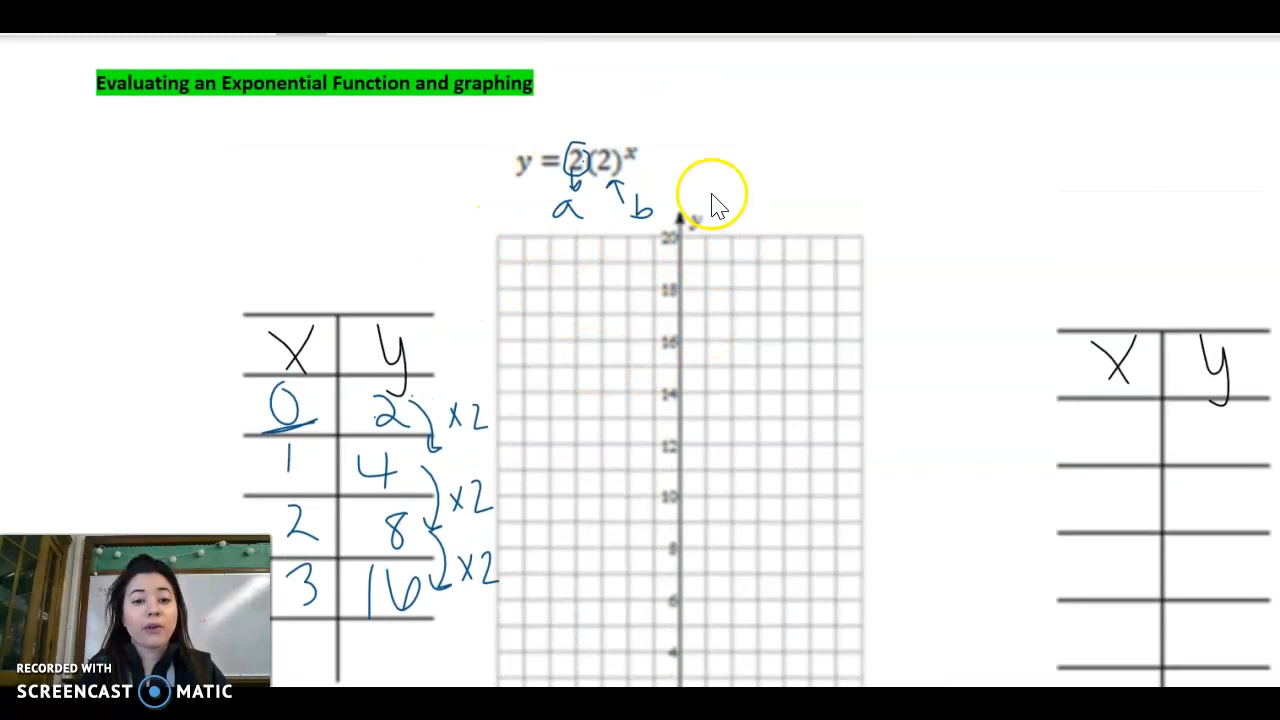 Evaluating an Exponential Function and graphing
y = 2(2)^x
a b
y
20
18
16
14
12
10
8
6
4
x y
0 2 x2
1 4 x2
2 8 x2
3 16
x y
RECORDED WITH
SCREENCAST MATIC